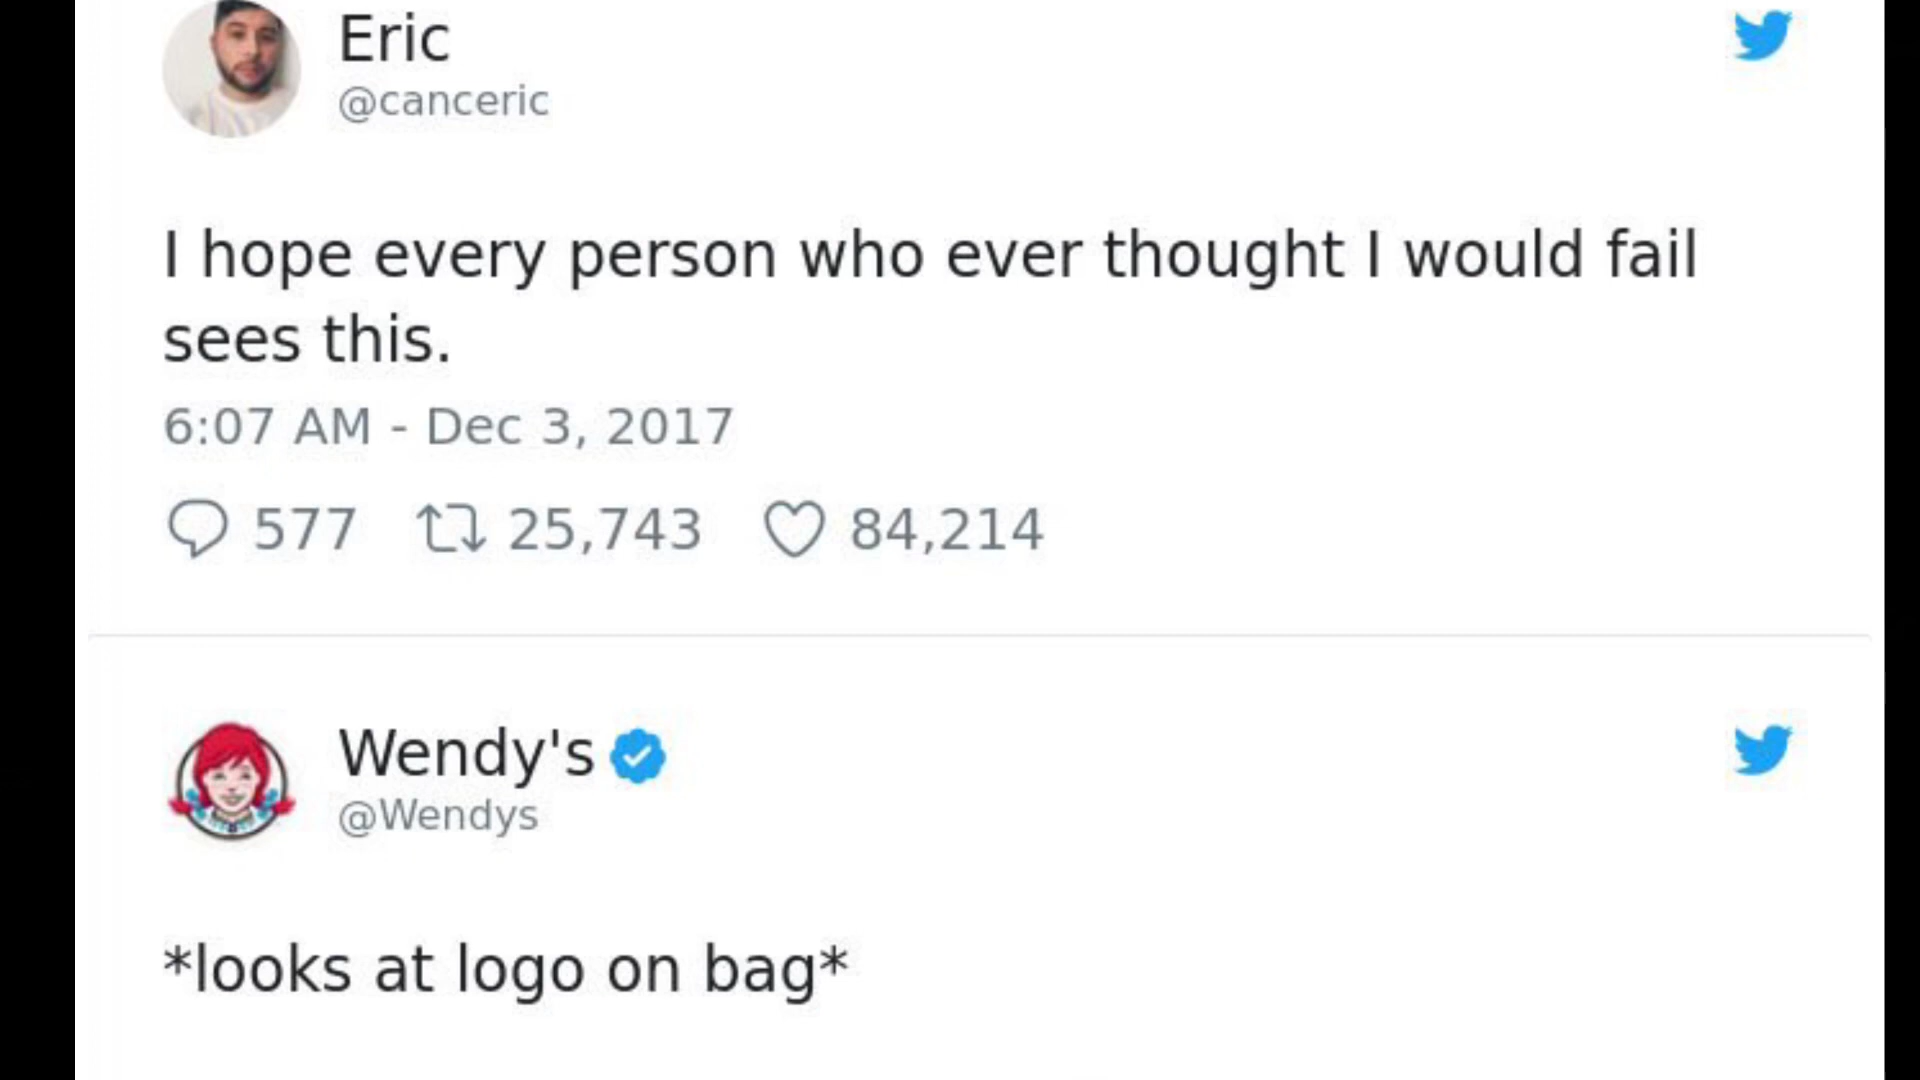 Eric
@canceric
I hope every person who ever thought I would fail
sees this.
6:07 AM - Dec 3, 2017
577 25,743 84,214
Wendy's
@Wendys
*looks at logo on bag*